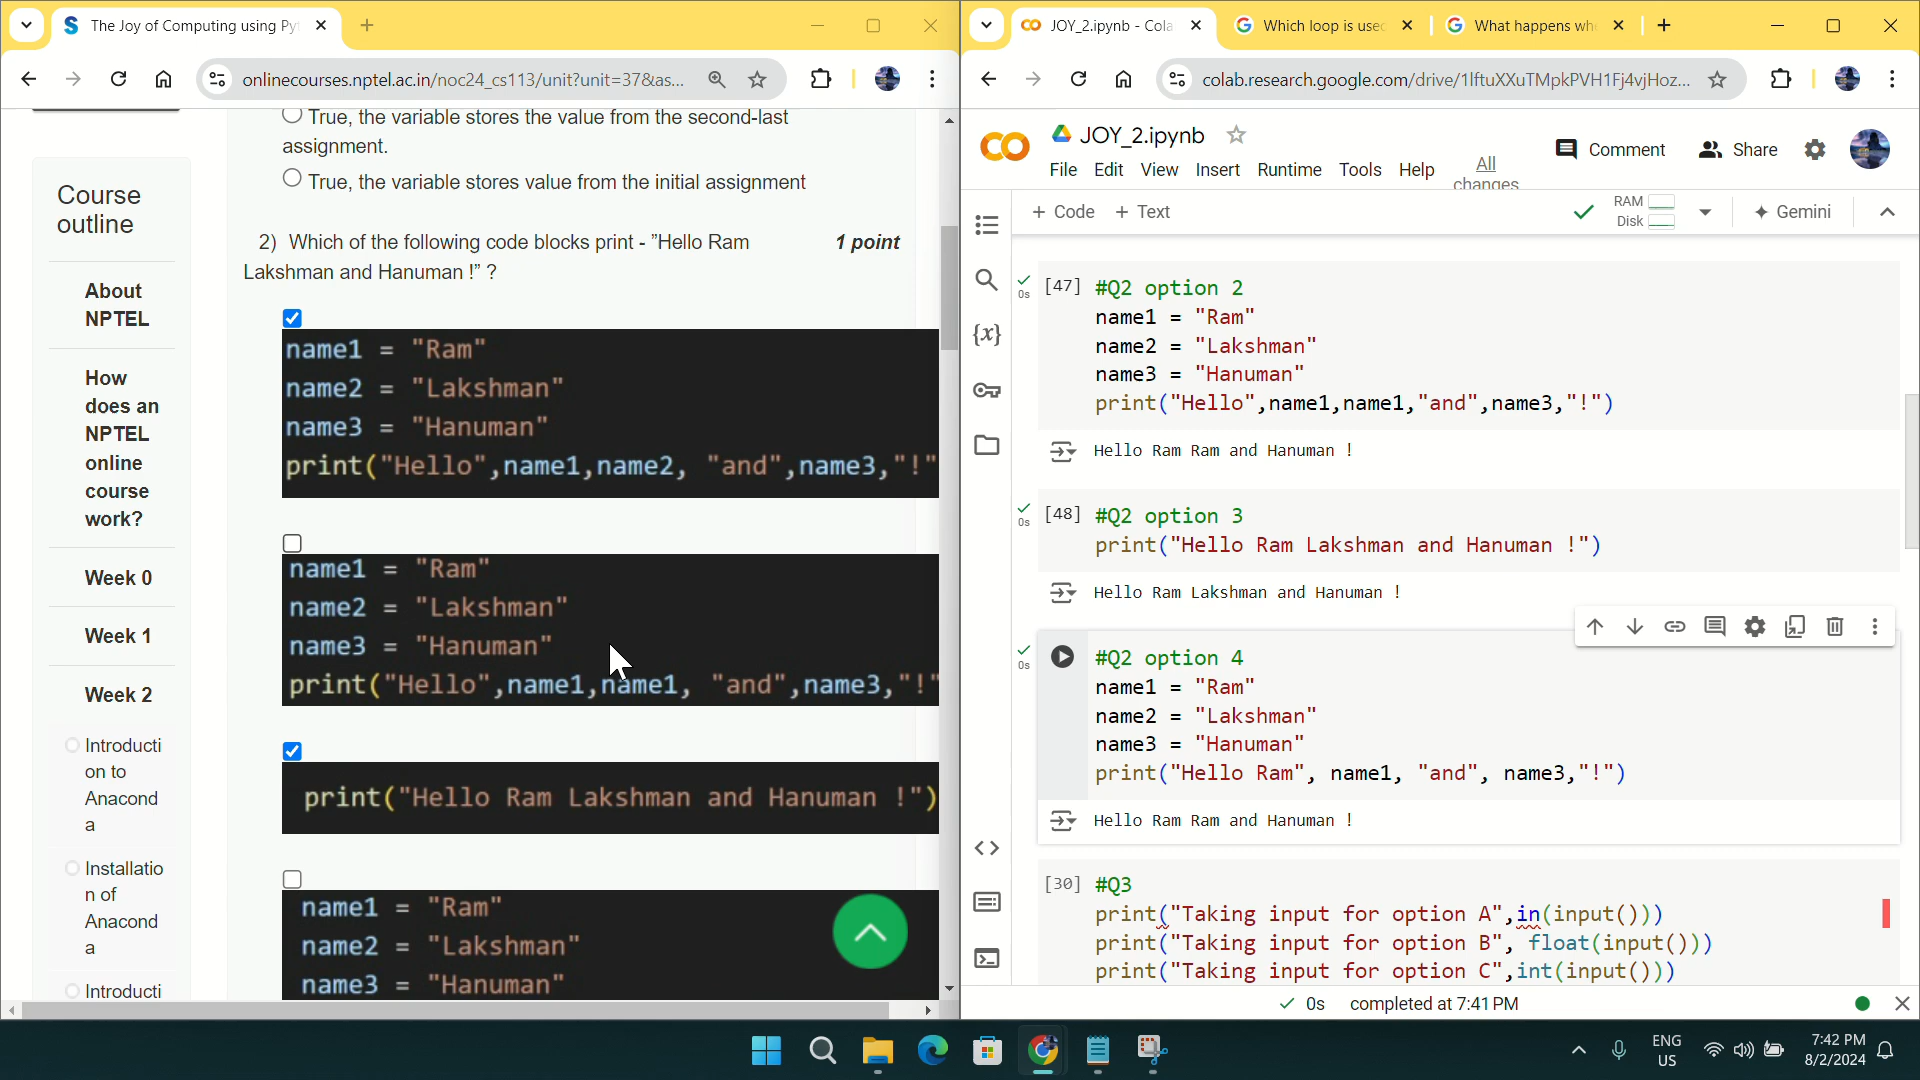 The Joy of Computing using Py
onlinecourses.nptel.ac.in/noc24_cs113/unit?unit=37&as...
True, the variable stores the value from the second-last
assignment.
True, the variable stores value from the initial assignment
2) Which of the following code blocks print - ”Hello Ram
Lakshman and Hanuman !” ?
1 point
name1 = "Ram"
name2 = "Lakshman"
name3 = "Hanuman"
print("Hello",name1,name2, "and",name3,"!"
name1 = "Ram"
name2 = "Lakshman"
name3 = "Hanuman"
print("Hello",name1,name1, "and",name3,"!"
print("Hello Ram Lakshman and Hanuman !")
name1 = "Ram"
name2 = "Lakshman"
name3 = "Hanuman"
Course
outline
About
NPTEL
How
does an
NPTEL
online
course
work?
Week 0
Week 1
Week 2
Introducti
on to
Anacond
a
Installatio
n of
Anacond
a
Introducti
JOY_2.ipynb - Cola
Which loop is used
What happens whe
colab.research.google.com/drive/1lftuXXuTMpkPVH1Fj4vjHoz...
JOY_2.ipynb
File Edit View Insert Runtime Tools Help
All
changes
Comment
Share
+ Code + Text
RAM
Disk
Gemini
[47] #Q2 option 2
0s
name1 = "Ram"
name2 = "Lakshman"
name3 = "Hanuman"
print("Hello",name1,name1,"and",name3,"!")
Hello Ram Ram and Hanuman !
[48] #Q2 option 3
0s
print("Hello Ram Lakshman and Hanuman !")
Hello Ram Lakshman and Hanuman !
#Q2 option 4
0s
name1 = "Ram"
name2 = "Lakshman"
name3 = "Hanuman"
print("Hello Ram", name1, "and", name3,"!")
Hello Ram Ram and Hanuman !
[30] #Q3
print("Taking input for option A",in(input()))
print("Taking input for option B", float(input()))
print("Taking input for option C",int(input()))
0s completed at 7:41 PM
ENG
US
7:42 PM
8/2/2024